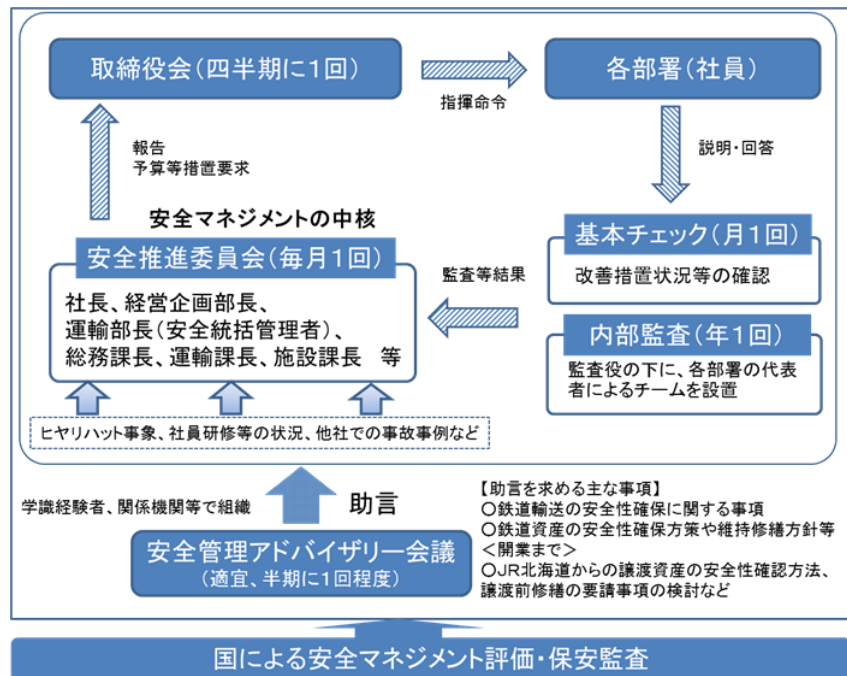 取締役会(四半期に1回)
各部署(社員)
指揮命令
報告
予算等措置要求
説明・回答
安全マネジメントの中核
安全推進委員会(毎月1回)
社長、経営企画部長、
運輸部長(安全統括管理者)、
総務課長、運輸課長、施設課長 等
監査等結果
基本チェック(月1回)
改善措置状況等の確認
内部監査(年1回)
監査役の下に、各部署の代表
者によるチームを設置
ヒヤリハット事象、社員研修等の状況、他社での事故事例など
学識経験者、関係機関等で組織
助言
安全管理アドバイザリー会議
(適宜、半期に1回程度)
【助言を求める主な事項】
○鉄道輸送の安全性確保に関する事項
○鉄道資産の安全性確保方策や維持修繕方針等
<開業まで>
○JR北海道からの譲渡資産の安全性確認方法、
譲渡前修繕の要請事項の検討など
国による安全マネジメント評価・保安監査